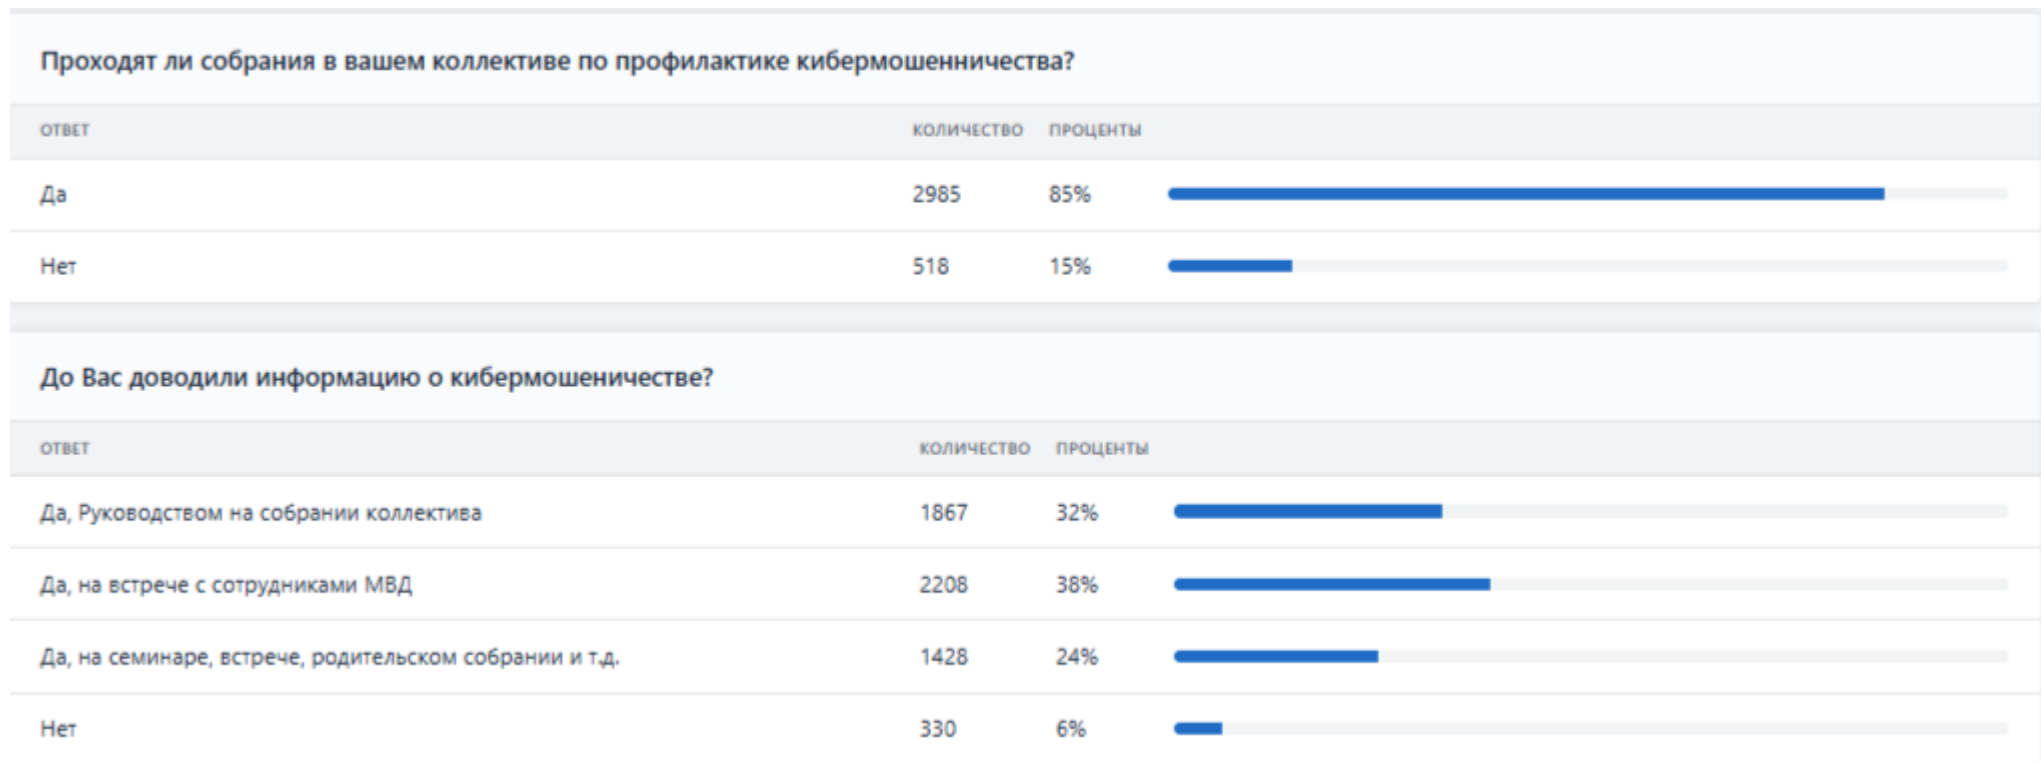 Проходят ли собрания в вашем коллективе по профилактике кибермошенничества?
ОТВЕТ КОЛИЧЕСТВО ПРОЦЕНТЫ
Да 2985 85%
Нет 518 15%
До Вас доводили информацию о кибермошеничестве?
ОТВЕТ КОЛИЧЕСТВО ПРОЦЕНТЫ
Да, Руководством на собрании коллектива 1867 32%
Да, на встрече с сотрудниками МВД 2208 38%
Да, на семинаре, встрече, родительском собрании и т.д. 1428 24%
Нет 330 6%